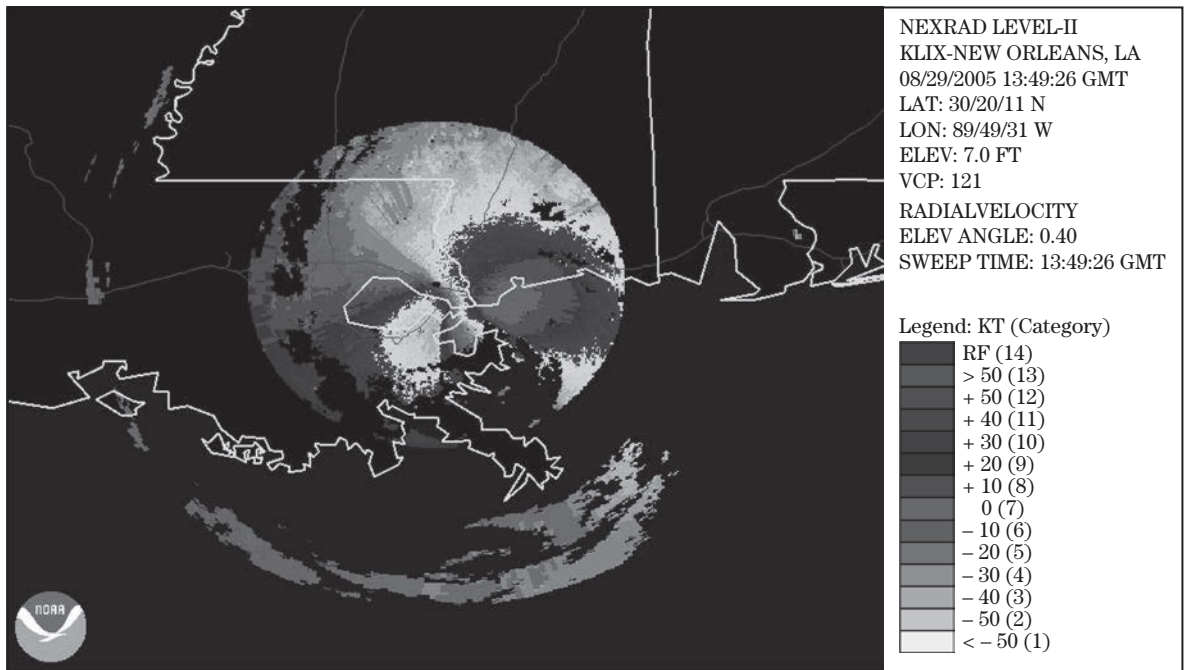 NEXRAD LEVEL-II
KLIX-NEW ORLEANS, LA
08/29/2005 13:49:26 GMT
LAT: 30/20/11 N
LON: 89/49/31 W
ELEV: 7.0 FT
VCP: 121
RADIALVELOCITY
ELEV ANGLE: 0.40
SWEEP TIME: 13:49:26 GMT
Legend: KT (Category)
RF (14)
> 50 (13)
+ 50 (12)
+ 40 (11)
+ 30 (10)
+ 20 (9)
+ 10 (8)
0 (7)
– 10 (6)
– 20 (5)
– 30 (4)
– 40 (3)
– 50 (2)
< – 50 (1)
NOAA